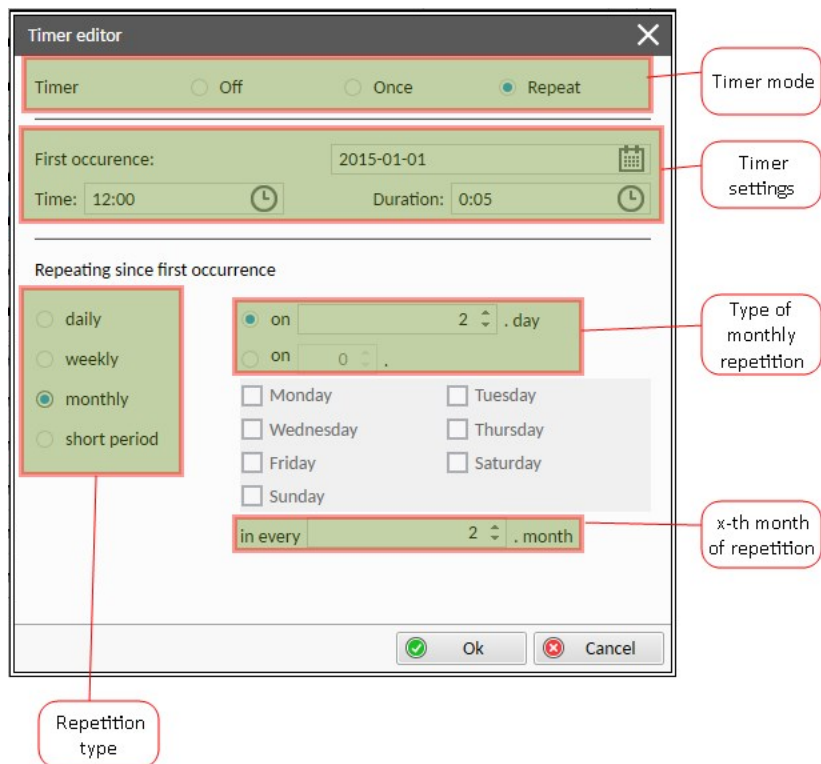 Timer editor
Timer Off Once Repeat
Timer mode
First occurence: 2015-01-01
Time: 12:00 Duration: 0:05
Timer
settings
Repeating since first occurrence
daily
weekly
monthly
short period
on 2 . day
on 0 .
Type of
monthly
repetition
Monday Tuesday
Wednesday Thursday
Friday Saturday
Sunday
in every 2 . month
x-th month
of repetition
Ok Cancel
Repetition
type